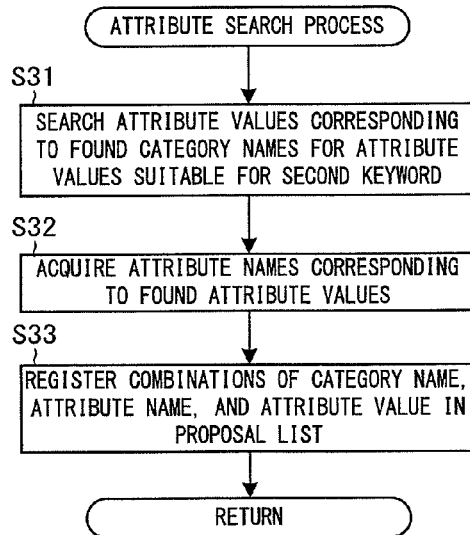 ATTRIBUTE SEARCH PROCESS
S31
SEARCH ATTRIBUTE VALUES CORRESPONDING
TO FOUND CATEGORY NAMES FOR ATTRIBUTE
VALUES SUITABLE FOR SECOND KEYWORD
S32
ACQUIRE ATTRIBUTE NAMES CORRESPONDING
TO FOUND ATTRIBUTE VALUES
S33
REGISTER COMBINATIONS OF CATEGORY NAME,
ATTRIBUTE NAME, AND ATTRIBUTE VALUE IN
PROPOSAL LIST
RETURN